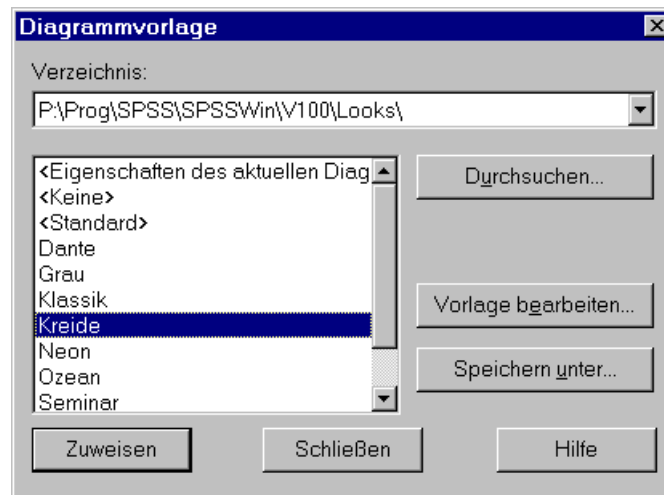 Diagrammvorlage
Verzeichnis:
P:\Prog\SPSS\SPSSWin\V100\Looks\
<Eigenschaften des aktuellen Diag
<Keine>
<Standard>
Dante
Grau
Klassik
Kreide
Neon
Ozean
Seminar
Durchsuchen...
Vorlage bearbeiten...
Speichern unter...
Zuweisen
Schließen
Hilfe